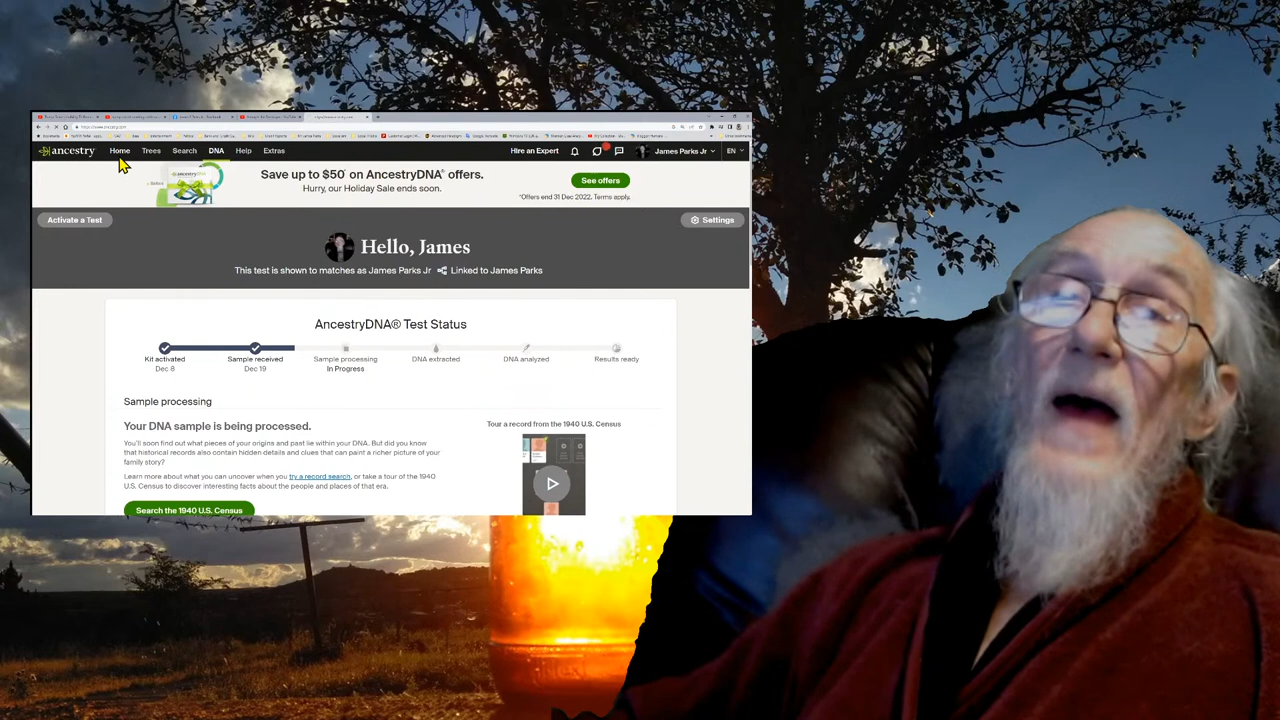 ancestry Home Trees Search DNA Help Extras Hire an Expert James Parks Jr EN
Save up to $50* on AncestryDNA® offers.
Hurry, our Holiday Sale ends soon.
See offers
*Offers end 31 Dec 2022. Terms apply.
Activate a Test
Settings
Hello, James
This test is shown to matches as James Parks Jr Linked to James Parks
AncestryDNA® Test Status
Kit activated Sample received Sample processing DNA extracted DNA analyzed Results ready
Dec 8 Dec 19 In Progress
Sample processing
Your DNA sample is being processed.
Tour a record from the 1940 U.S. Census
You'll soon find out what pieces of your origins and past lie within your DNA. But did you know
that historical records also contain hidden details and clues that can paint a richer picture of your
family story?
Learn more about what you can uncover when you try a record search, or take a tour of the 1940
U.S. Census to discover interesting facts about the people and places of that era.
Search the 1940 U.S. Census